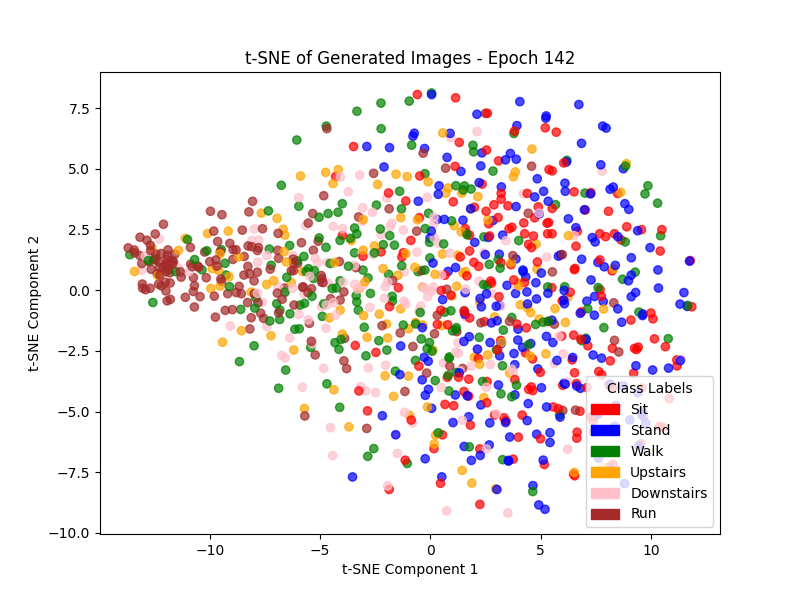 t-SNE of Generated Images - Epoch 142
t-SNE Component 2
7.5
5.0
2.5
0.0
−2.5
−5.0
−7.5
−10.0
Class Labels
Sit
Stand
Walk
Upstairs
Downstairs
Run
−10
−5
0
5
10
t-SNE Component 1